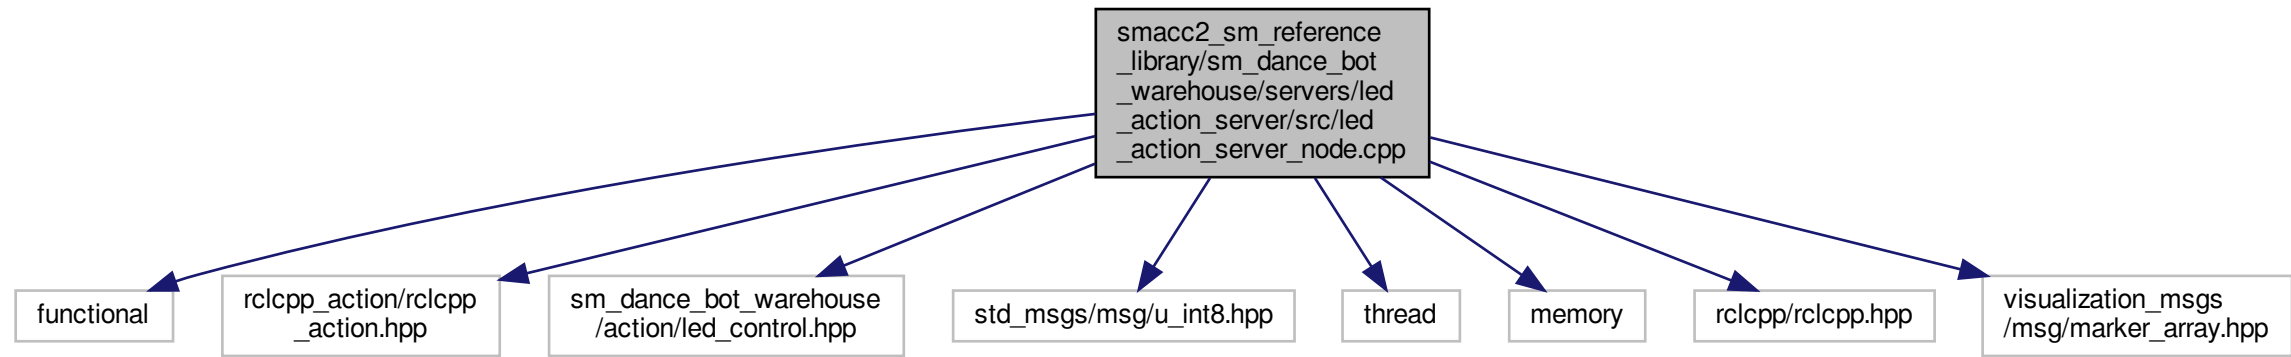 smacc2_sm_reference
_library/sm_dance_bot
_warehouse/servers/led
_action_server/src/led
_action_server_node.cpp
functional
rclcpp_action/rclcpp
_action.hpp
sm_dance_bot_warehouse
/action/led_control.hpp
std_msgs/msg/u_int8.hpp
thread
memory
rclcpp/rclcpp.hpp
visualization_msgs
/msg/marker_array.hpp